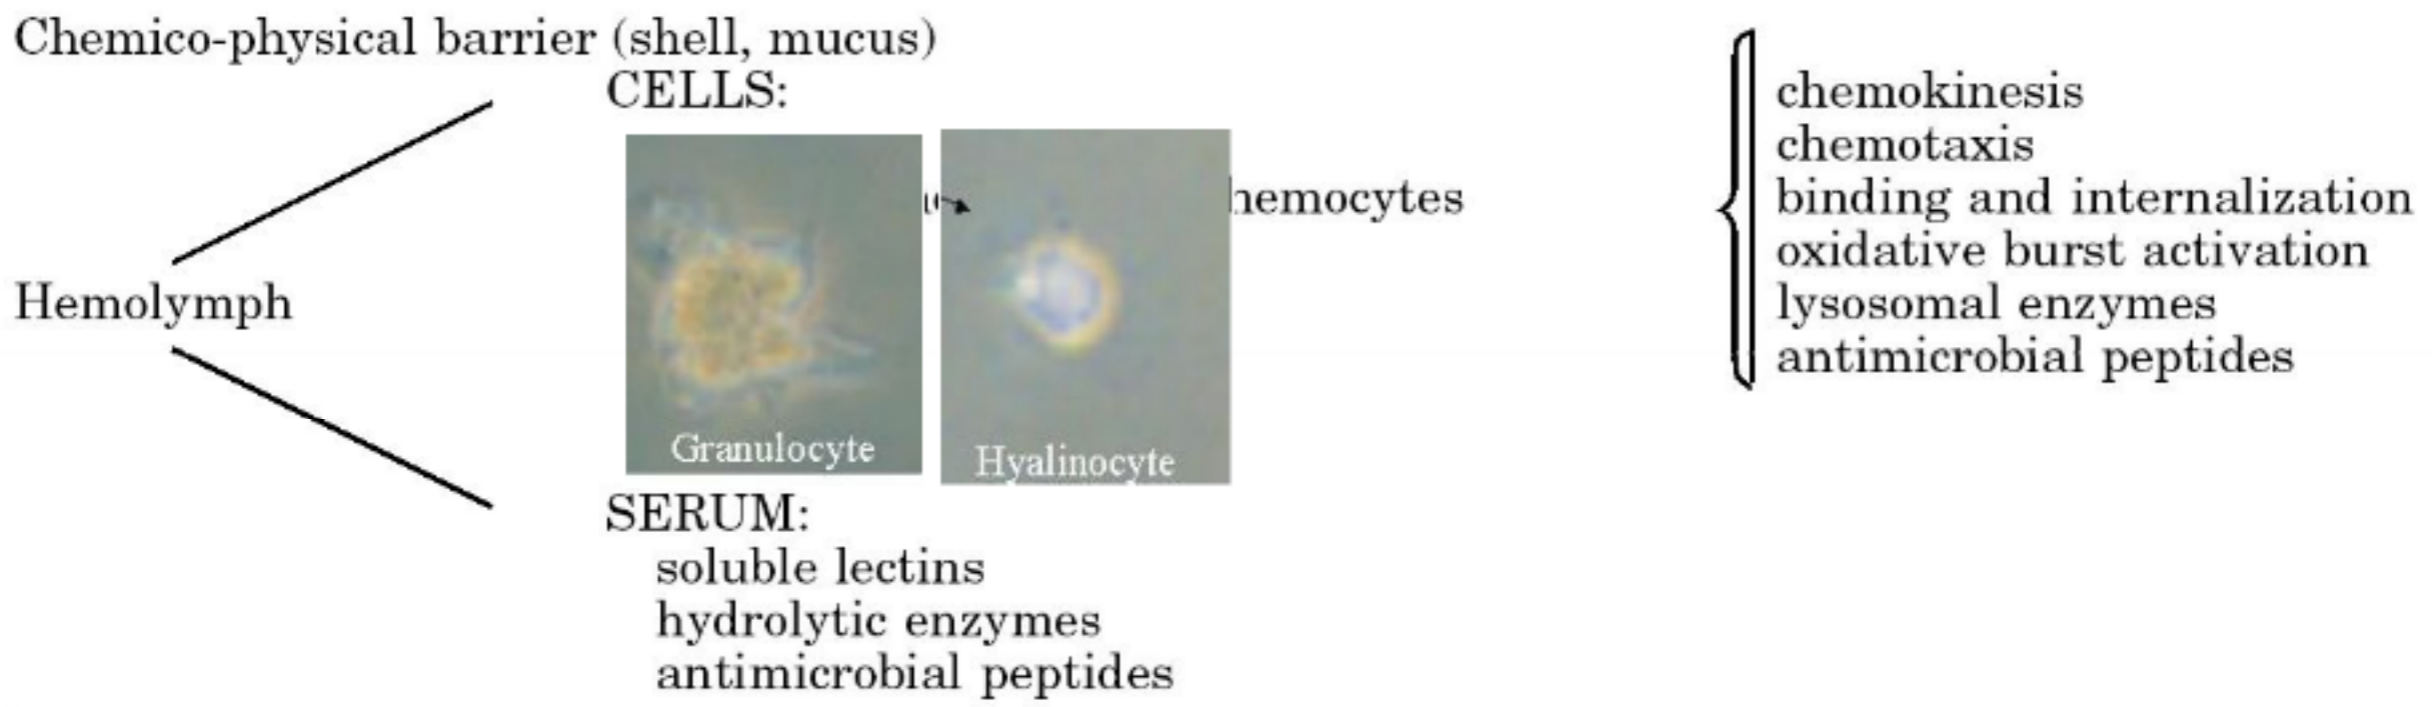 Chemico-physical barrier (shell, mucus)
CELLS:
hemocytes
Granulocyte
Hyalinocyte
chemokinesis
chemotaxis
binding and internalization
oxidative burst activation
lysosomal enzymes
antimicrobial peptides
Hemolymph
SERUM:
soluble lectins
hydrolytic enzymes
antimicrobial peptides